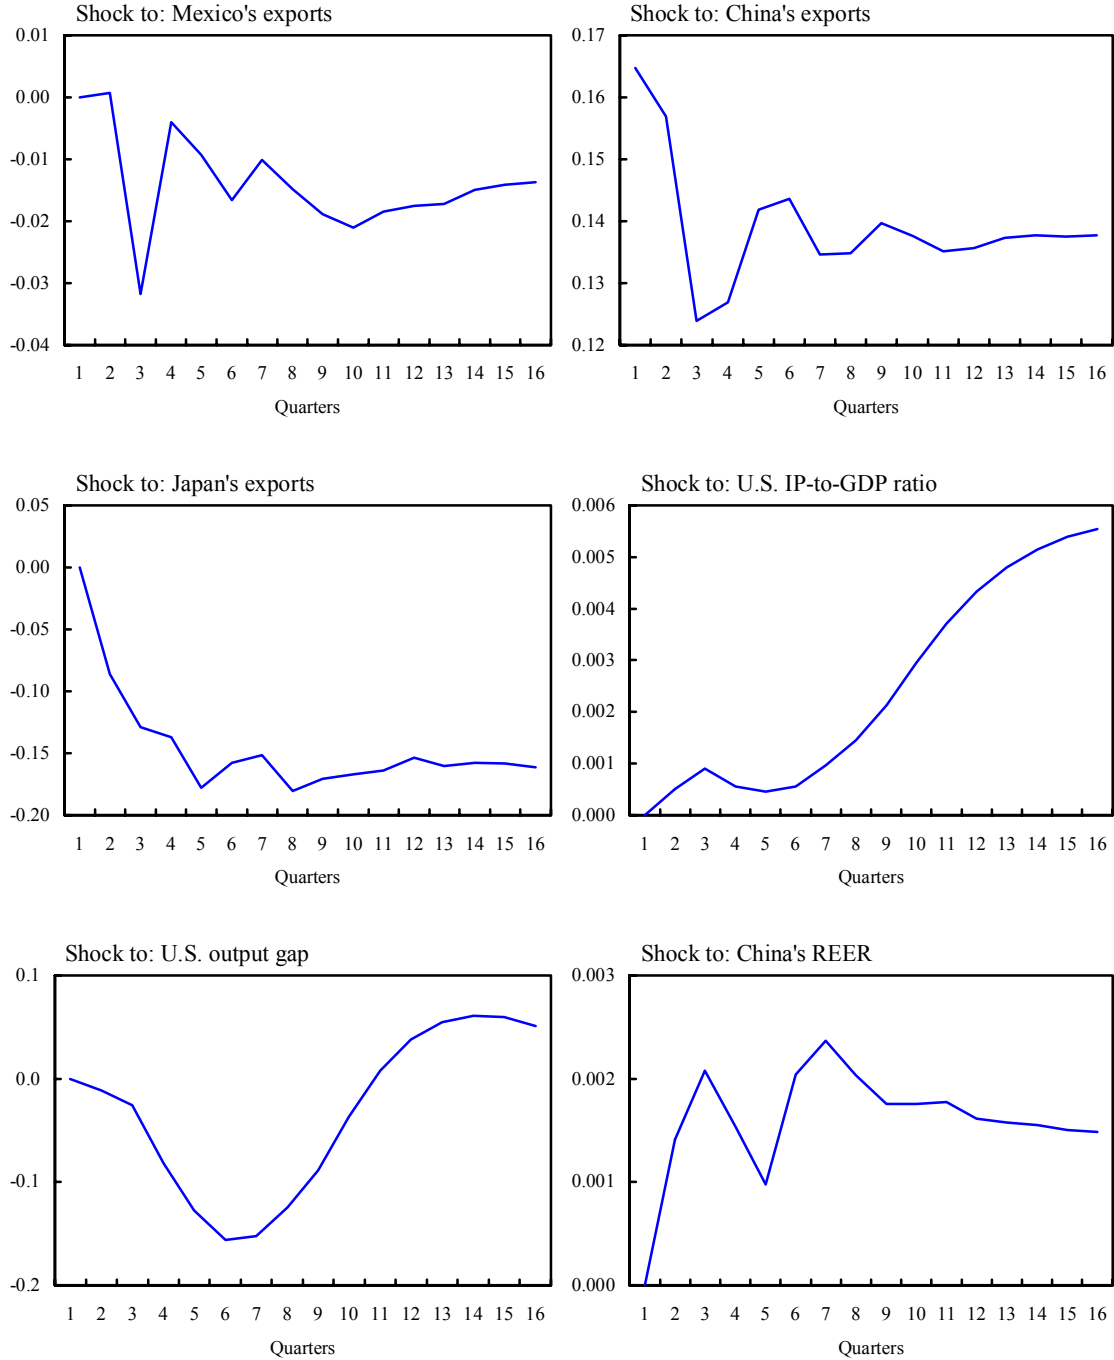 Shock to: Mexico's exports
0.01
0.00
-0.01
-0.02
-0.03
-0.04
1 2 3 4 5 6 7 8 9 10 11 12 13 14 15 16
Quarters
Shock to: China's exports
0.17
0.16
0.15
0.14
0.13
0.12
1 2 3 4 5 6 7 8 9 10 11 12 13 14 15 16
Quarters
Shock to: Japan's exports
0.05
0.00
-0.05
-0.10
-0.15
-0.20
1 2 3 4 5 6 7 8 9 10 11 12 13 14 15 16
Quarters
Shock to: U.S. IP-to-GDP ratio
0.006
0.005
0.004
0.003
0.002
0.001
0.000
1 2 3 4 5 6 7 8 9 10 11 12 13 14 15 16
Quarters
Shock to: U.S. output gap
0.1
0.0
-0.1
-0.2
1 2 3 4 5 6 7 8 9 10 11 12 13 14 15 16
Quarters
Shock to: China's REER
0.003
0.002
0.001
0.000
1 2 3 4 5 6 7 8 9 10 11 12 13 14 15 16
Quarters